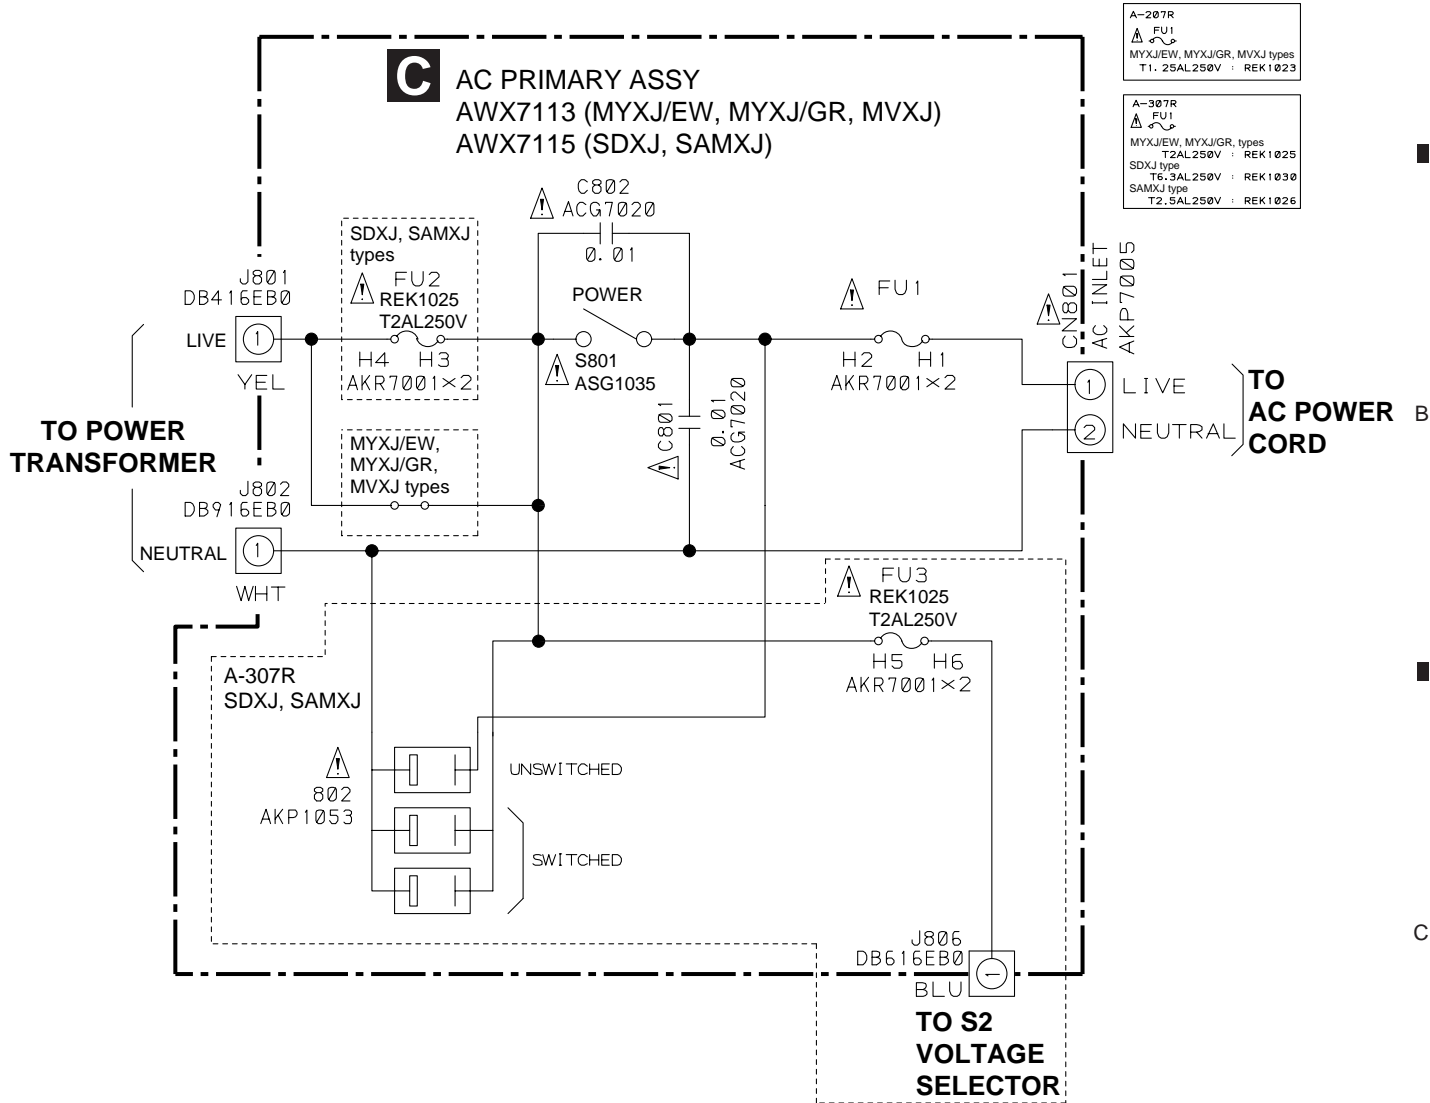 A-207R
FU1
MYXJ/EW, MYXJ/GR, MVXJ types
T1.25AL250V : REK1023
A-307R
FU1
MYXJ/EW, MYXJ/GR, types
T2AL250V : REK1025
SDXJ type
T6.3AL250V : REK1030
SAMXJ type
T2.5AL250V : REK1026
C
AC PRIMARY ASSY
AWX7113 (MYXJ/EW, MYXJ/GR, MVXJ)
AWX7115 (SDXJ, SAMXJ)
C802
ACG7020
0.01
SDXJ, SAMXJ
types
FU2
REK1025
T2AL250V
H4 H3
AKR7001×2
J801
DB416EB0
LIVE
1
YEL
POWER
S801
ASG1035
FU1
H2 H1
AKR7001×2
CN801
AC INLET
AKP7005
1 LIVE
2 NEUTRAL
TO
AC POWER
CORD
B
C801
0.01
ACG7020
TO POWER
TRANSFORMER
MYXJ/EW,
MYXJ/GR,
MVXJ types
J802
DB916EB0
NEUTRAL
1
WHT
FU3
REK1025
T2AL250V
H5 H6
AKR7001×2
A-307R
SDXJ, SAMXJ
802
AKP1053
UNSWITCHED
SWITCHED
C
J806
DB616EB0
1
BLU
TO S2
VOLTAGE
SELECTOR